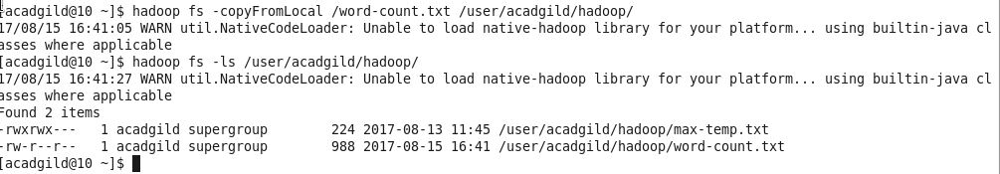 [acadgild@10 ~]$ hadoop fs -copyFromLocal /word-count.txt /user/acadgild/hadoop/
17/08/15 16:41:05 WARN util.NativeCodeLoader: Unable to load native-hadoop library for your platform... using builtin-java cl
asses where applicable
[acadgild@10 ~]$ hadoop fs -ls /user/acadgild/hadoop/
17/08/15 16:41:27 WARN util.NativeCodeLoader: Unable to load native-hadoop library for your platform... using builtin-java cl
asses where applicable
Found 2 items
-rwxrwx---   1 acadgild supergroup        224 2017-08-13 11:45 /user/acadgild/hadoop/max-temp.txt
-rw-r--r--   1 acadgild supergroup        988 2017-08-15 16:41 /user/acadgild/hadoop/word-count.txt
[acadgild@10 ~]$